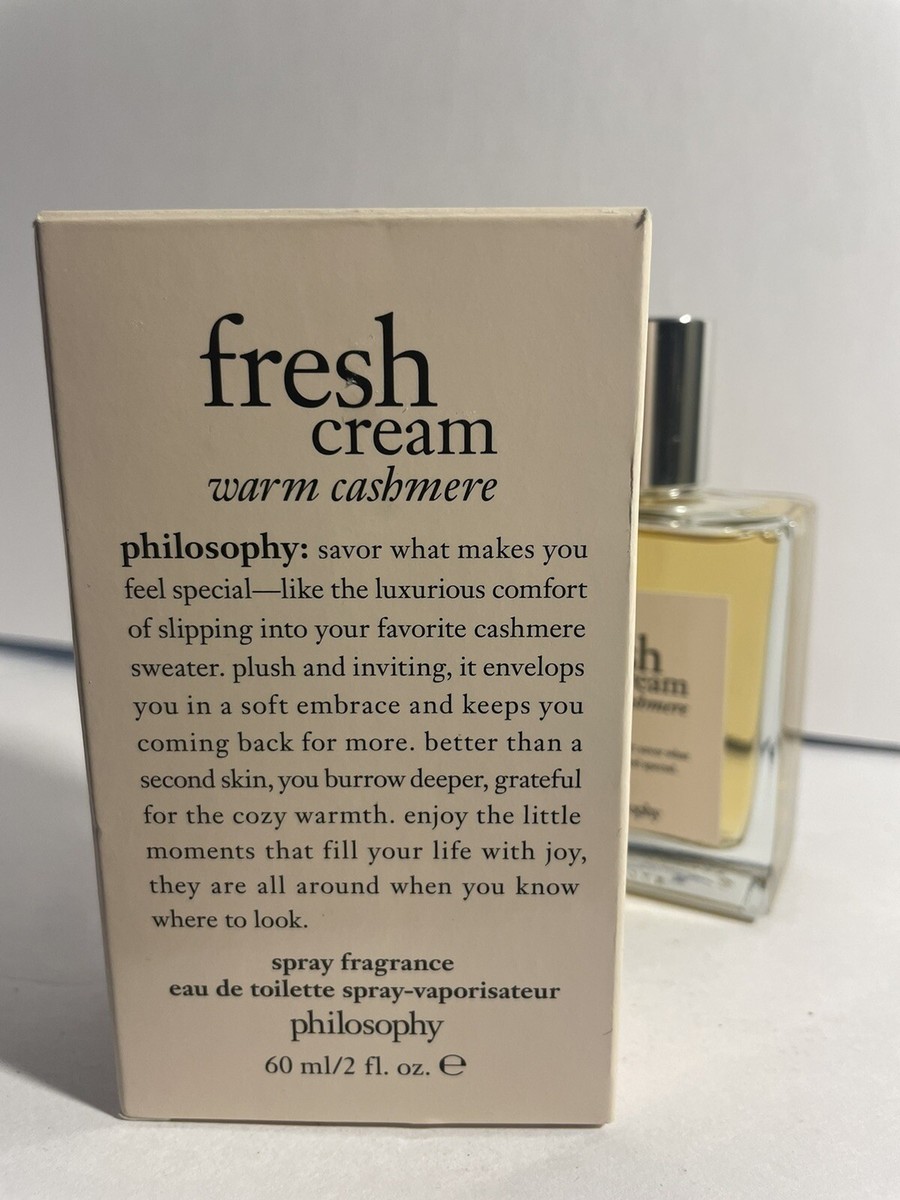 fresh
cream
warm cashmere
philosophy: savor what makes you
feel special—like the luxurious comfort
of slipping into your favorite cashmere
sweater. plush and inviting, it envelops
you in a soft embrace and keeps you
coming back for more. better than a
second skin, you burrow deeper, grateful
for the cozy warmth. enjoy the little
moments that fill your life with joy,
they are all around when you know
where to look.
spray fragrance
eau de toilette spray-vaporisateur
philosophy
60 ml/2 fl. oz. ℮